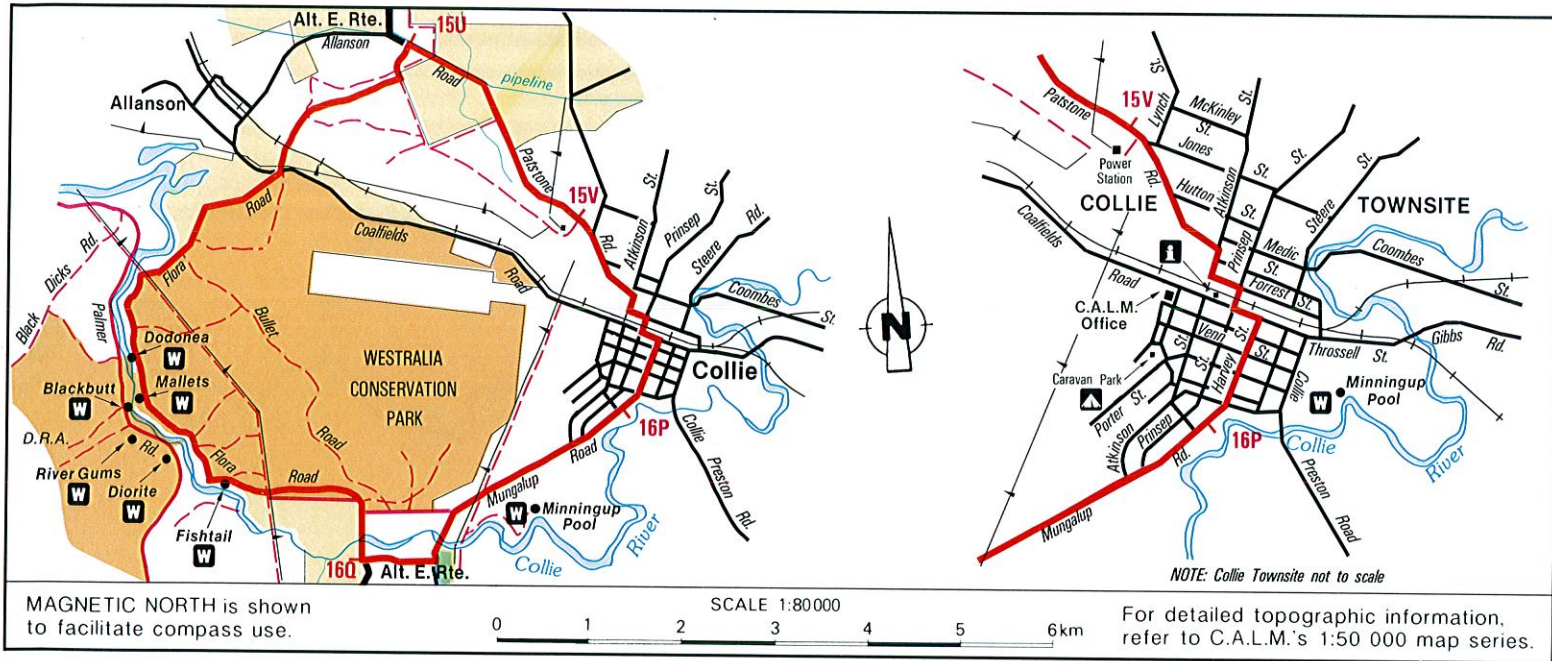 Alt. E. Rte.
15U
Allanson
Road
pipeline
Allanson
Patstone
15V
Rd.
Atkinson
St.
Prinsep
St.
Steere
Rd.
Coombes
St.
Road
Coalfields
Road
Flora
Black
Dicks
Rd.
Palmer
Bullet
Road
WESTRALIA
CONSERVATION
PARK
Collie
Dodonea
W
Mallets
W
Blackbutt
W
D.R.A.
Rd.
River Gums
W
Diorite
W
Flora
Road
Fishtail
W
16P
Road
Mungalup
Collie
Preston
Rd.
W
Minningup
Pool
Collie
River
16Q
Alt. E. Rte.
N
Patstone
Rd.
15V
Lynch
St.
McKinley
St.
St.
Jones
Power
Station
Hutton
St.
Atkinson
St.
Prinsep
St.
Steere
St.
COLLIE
TOWNSITE
Medic
St.
Coombes
St.
Forrest
St.
i
Coalfields
Road
C.A.L.M.
Office
Venn
St.
St.
St.
Harvey
St.
Throssell
St.
Gibbs
Rd.
Caravan Park
Porter
St.
Atkinson
Prinsep
Collie
W
Minningup
Pool
16P
Rd.
Mungalup
Collie
River
Preston
Road
NOTE: Collie Townsite not to scale
MAGNETIC NORTH is shown
to facilitate compass use.
SCALE 1:80 000
0 1 2 3 4 5 6km
For detailed topographic information,
refer to C.A.L.M.'s 1:50 000 map series.